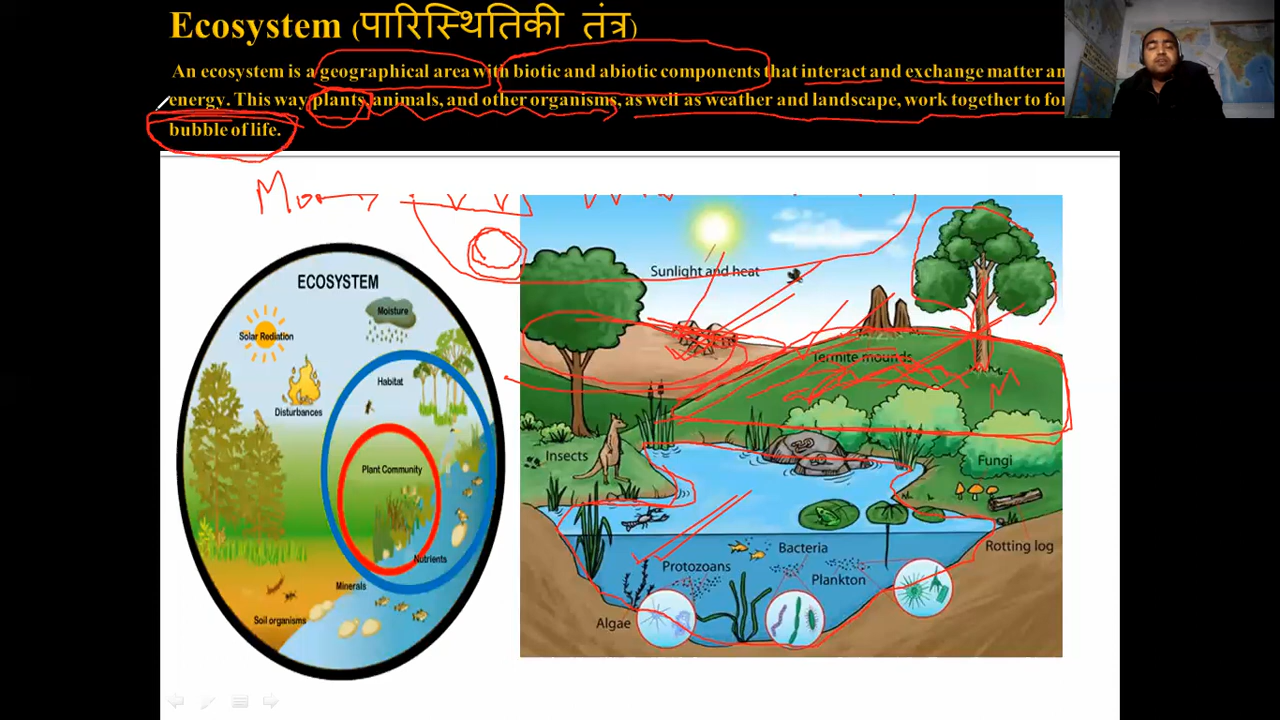 Ecosystem (पारिस्थितिकी तंत्र)
An ecosystem is a geographical area with biotic and abiotic components that interact and exchange matter an
energy. This way plants, animals, and other organisms, as well as weather and landscape, work together to for
bubble of life.
ECOSYSTEM
Solar Rediation
Moisture
Disturbances
Habitat
Plant Community
Nutrients
Minerals
Soil organisms
Sunlight and heat
Termite mounds
M
Insects
Fungi
Rotting log
Bacteria
Protozoans
Plankton
Algae